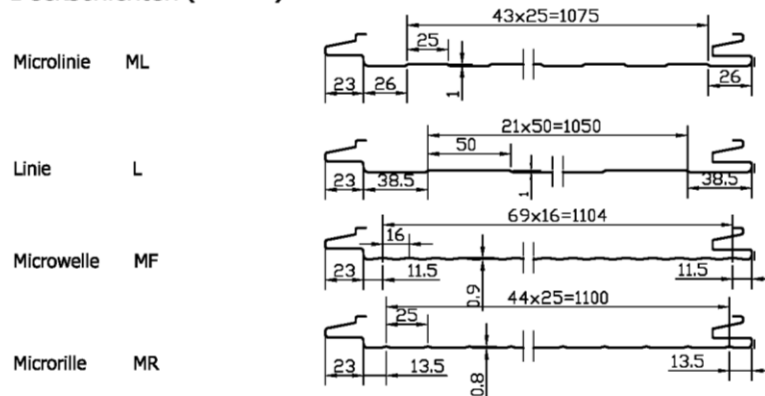 43x25=1075
25
Microlinie ML
23 26 1 26
21x50=1050
50
Linie L
23 38.5 1 38.5
69x16=1104
16
Microwelle MF
23 11.5 0.9 11.5
44x25=1100
25
Microrille MR
23 13.5 0.8 13.5